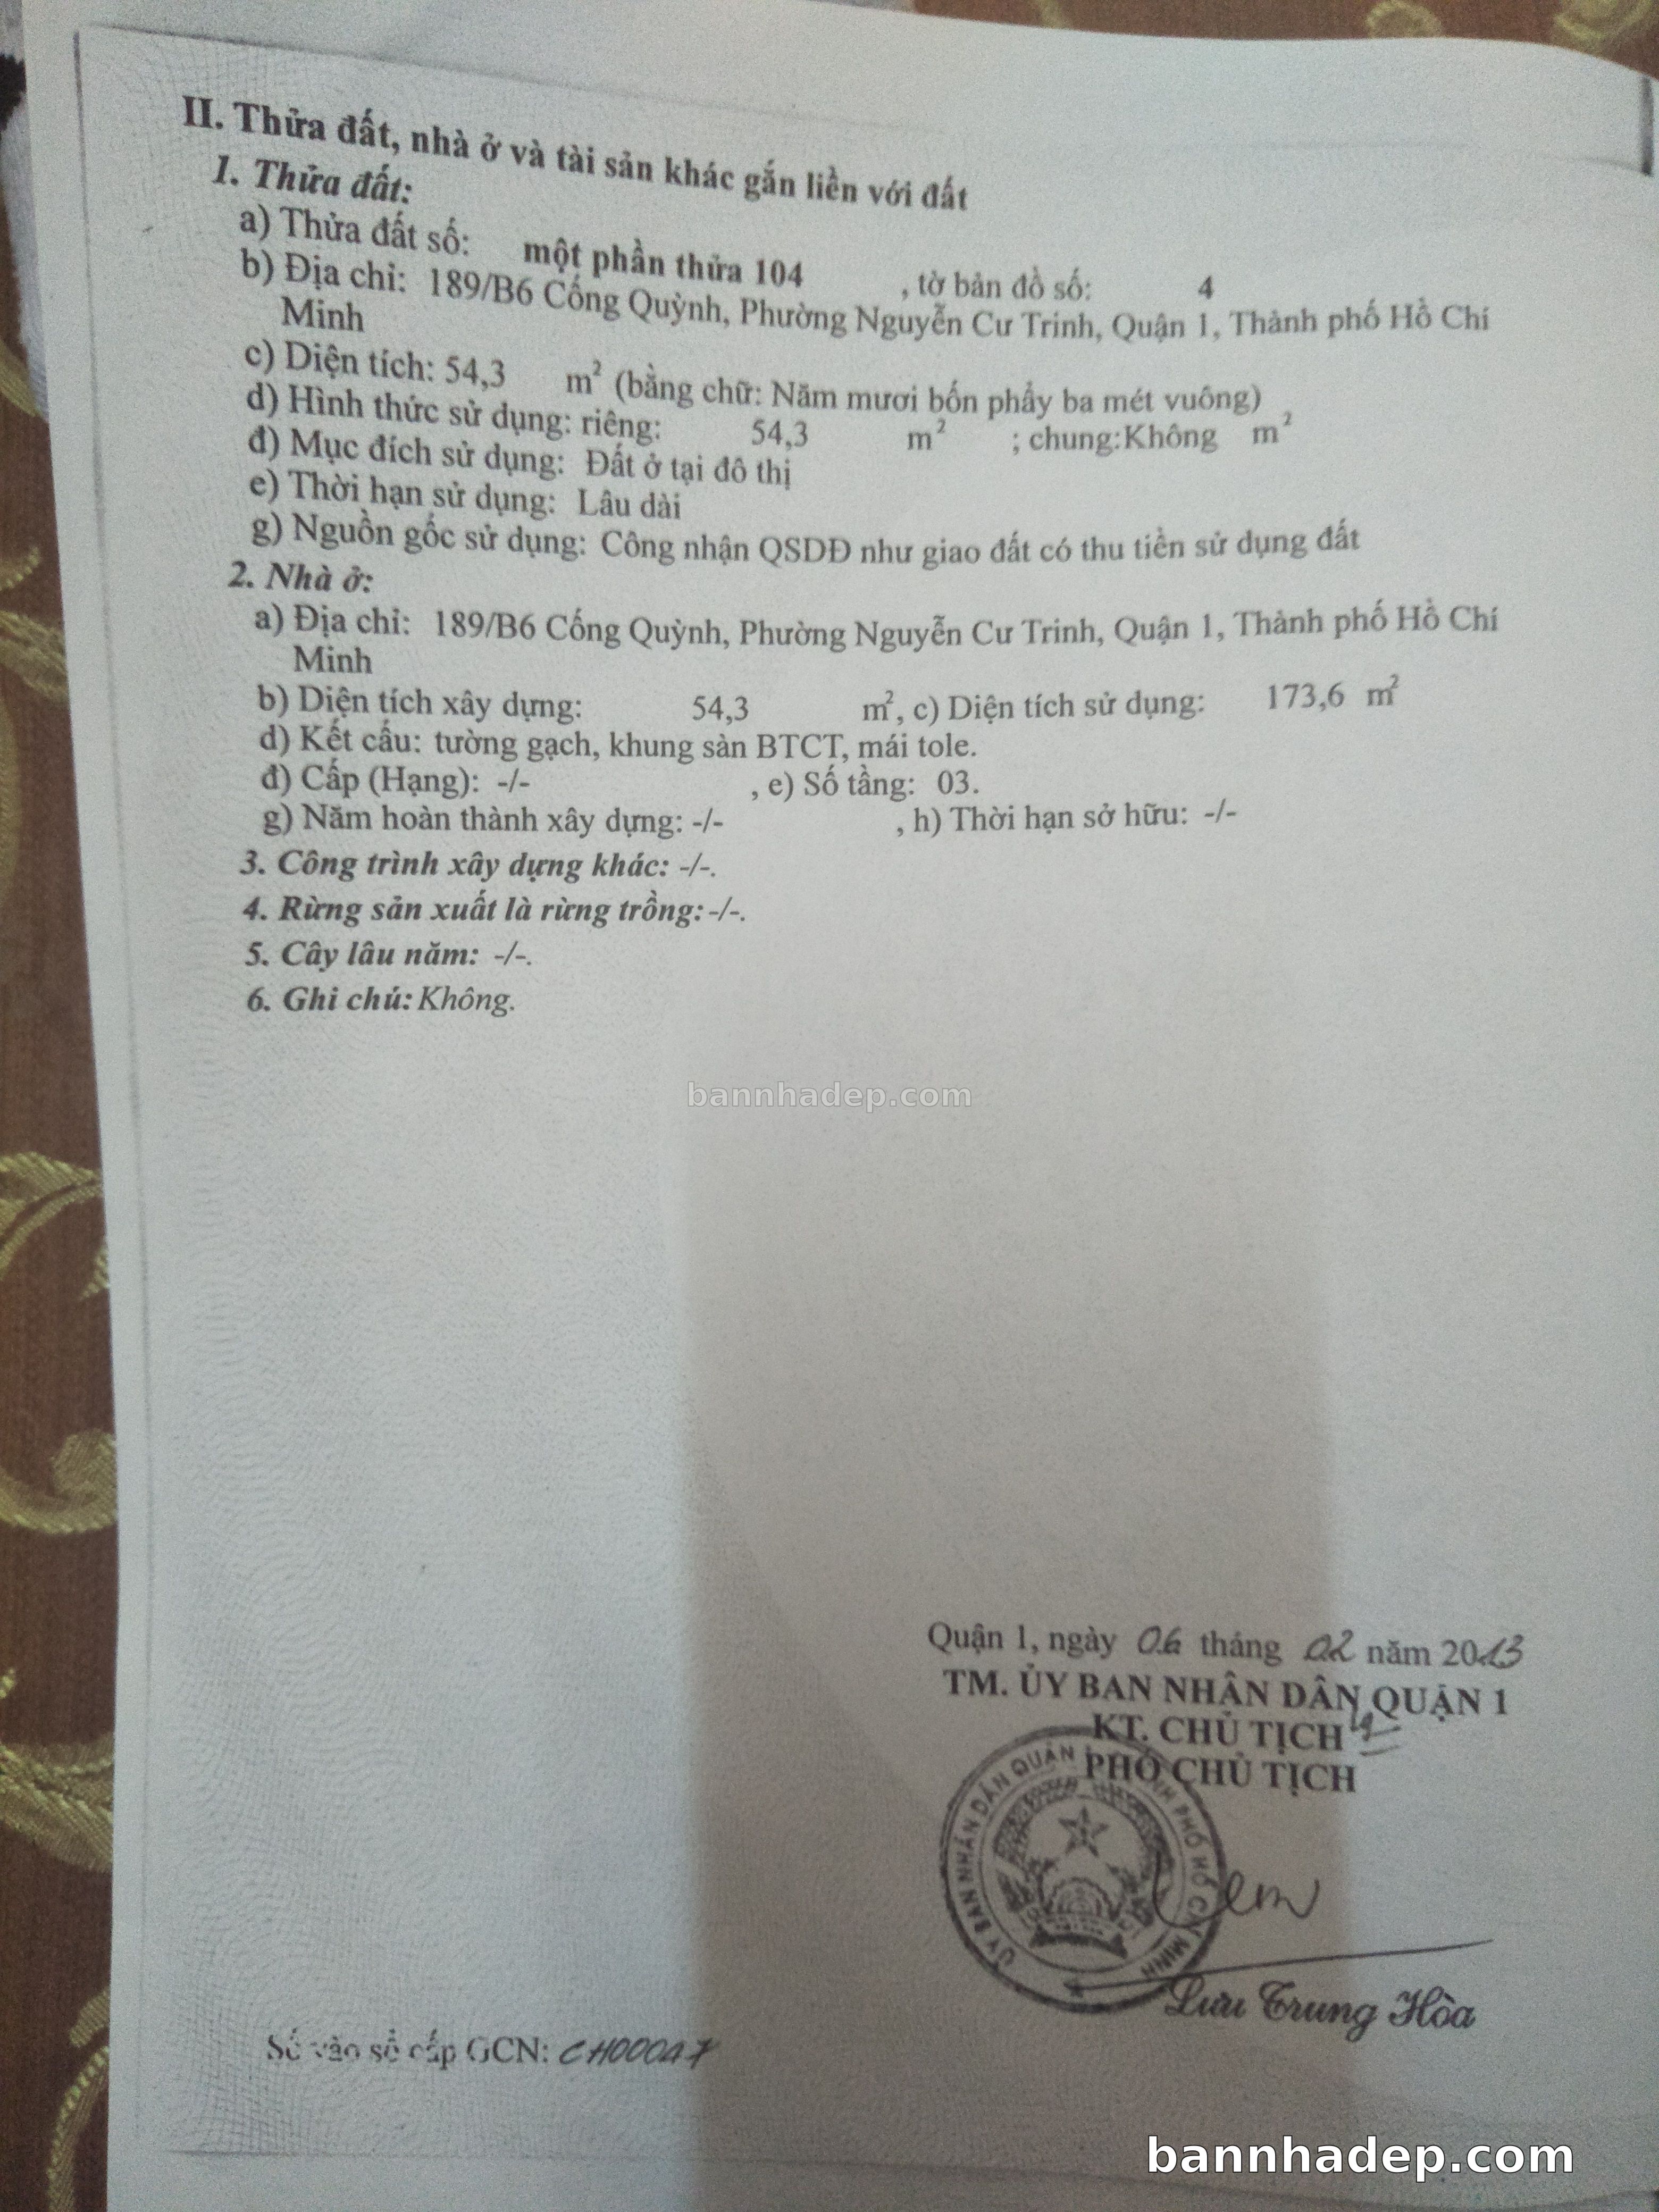 II. Thửa đất, nhà ở và tài sản khác gắn liền với đất
1. Thửa đất:
a) Thửa đất số: một phần thửa 104 , tờ bản đồ số: 4
b) Địa chỉ: 189/B6 Cống Quỳnh, Phường Nguyễn Cư Trinh, Quận 1, Thành phố Hồ Chí
Minh
c) Diện tích: 54,3 m² (bằng chữ: Năm mươi bốn phẩy ba mét vuông)
d) Hình thức sử dụng: riêng: 54,3 m² ; chung:Không m²
đ) Mục đích sử dụng: Đất ở tại đô thị
e) Thời hạn sử dụng: Lâu dài
g) Nguồn gốc sử dụng: Công nhận QSDĐ như giao đất có thu tiền sử dụng đất
2. Nhà ở:
a) Địa chỉ: 189/B6 Cống Quỳnh, Phường Nguyễn Cư Trinh, Quận 1, Thành phố Hồ Chí
Minh
b) Diện tích xây dựng: 54,3 m², c) Diện tích sử dụng: 173,6 m²
d) Kết cấu: tường gạch, khung sàn BTCT, mái tole.
đ) Cấp (Hạng): -/- , e) Số tầng: 03.
g) Năm hoàn thành xây dựng: -/- , h) Thời hạn sở hữu: -/-
3. Công trình xây dựng khác: -/-.
4. Rừng sản xuất là rừng trồng: -/-.
5. Cây lâu năm: -/-.
6. Ghi chú: Không.
bannhadep.com
Quận 1, ngày 06 tháng 02 năm 2013
TM. ỦY BAN NHÂN DÂN QUẬN 1
KT. CHỦ TỊCH
PHÓ CHỦ TỊCH
ỦY BAN NHÂN DÂN QUẬN PHỐ HỒ CHÍ MINH
Lưu Trung Hòa
Số vào sổ cấp GCN:
bannhadep.com